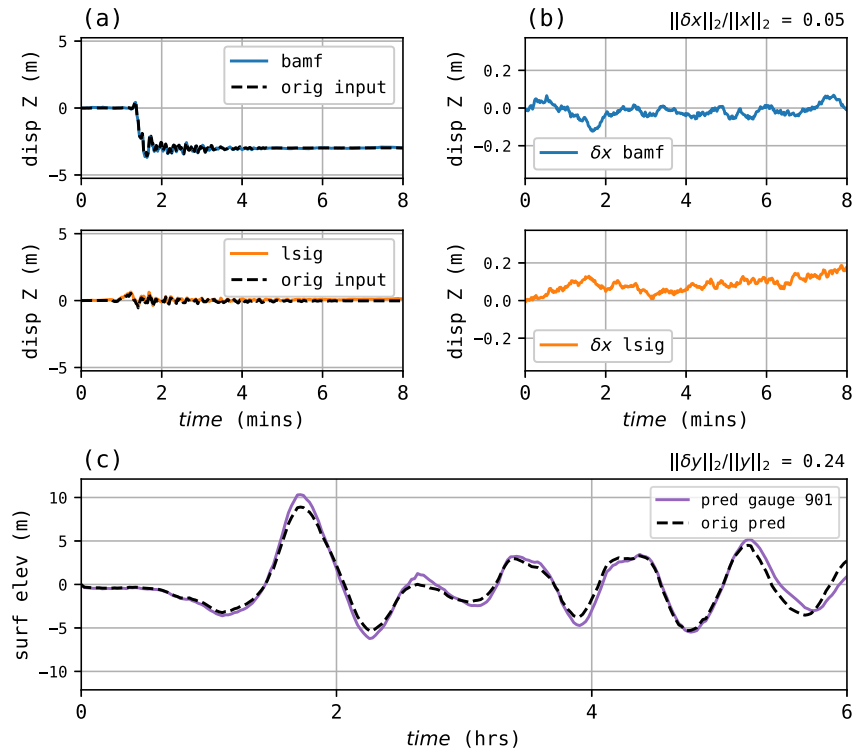 (a)
(b)
||δx||₂/||x||₂ = 0.05
5
0
−5
disp Z (m)
bamf
orig input
0 2 4 6 8
0.2
0.0
−0.2
disp Z (m)
δx bamf
0 2 4 6 8
5
0
−5
disp Z (m)
lsig
orig input
0 2 4 6 8
time (mins)
0.2
0.0
−0.2
disp Z (m)
δx lsig
0 2 4 6 8
time (mins)
(c)
||δy||₂/||y||₂ = 0.24
10
5
0
−5
−10
surf elev (m)
pred gauge 901
orig pred
0 2 4 6
time (hrs)